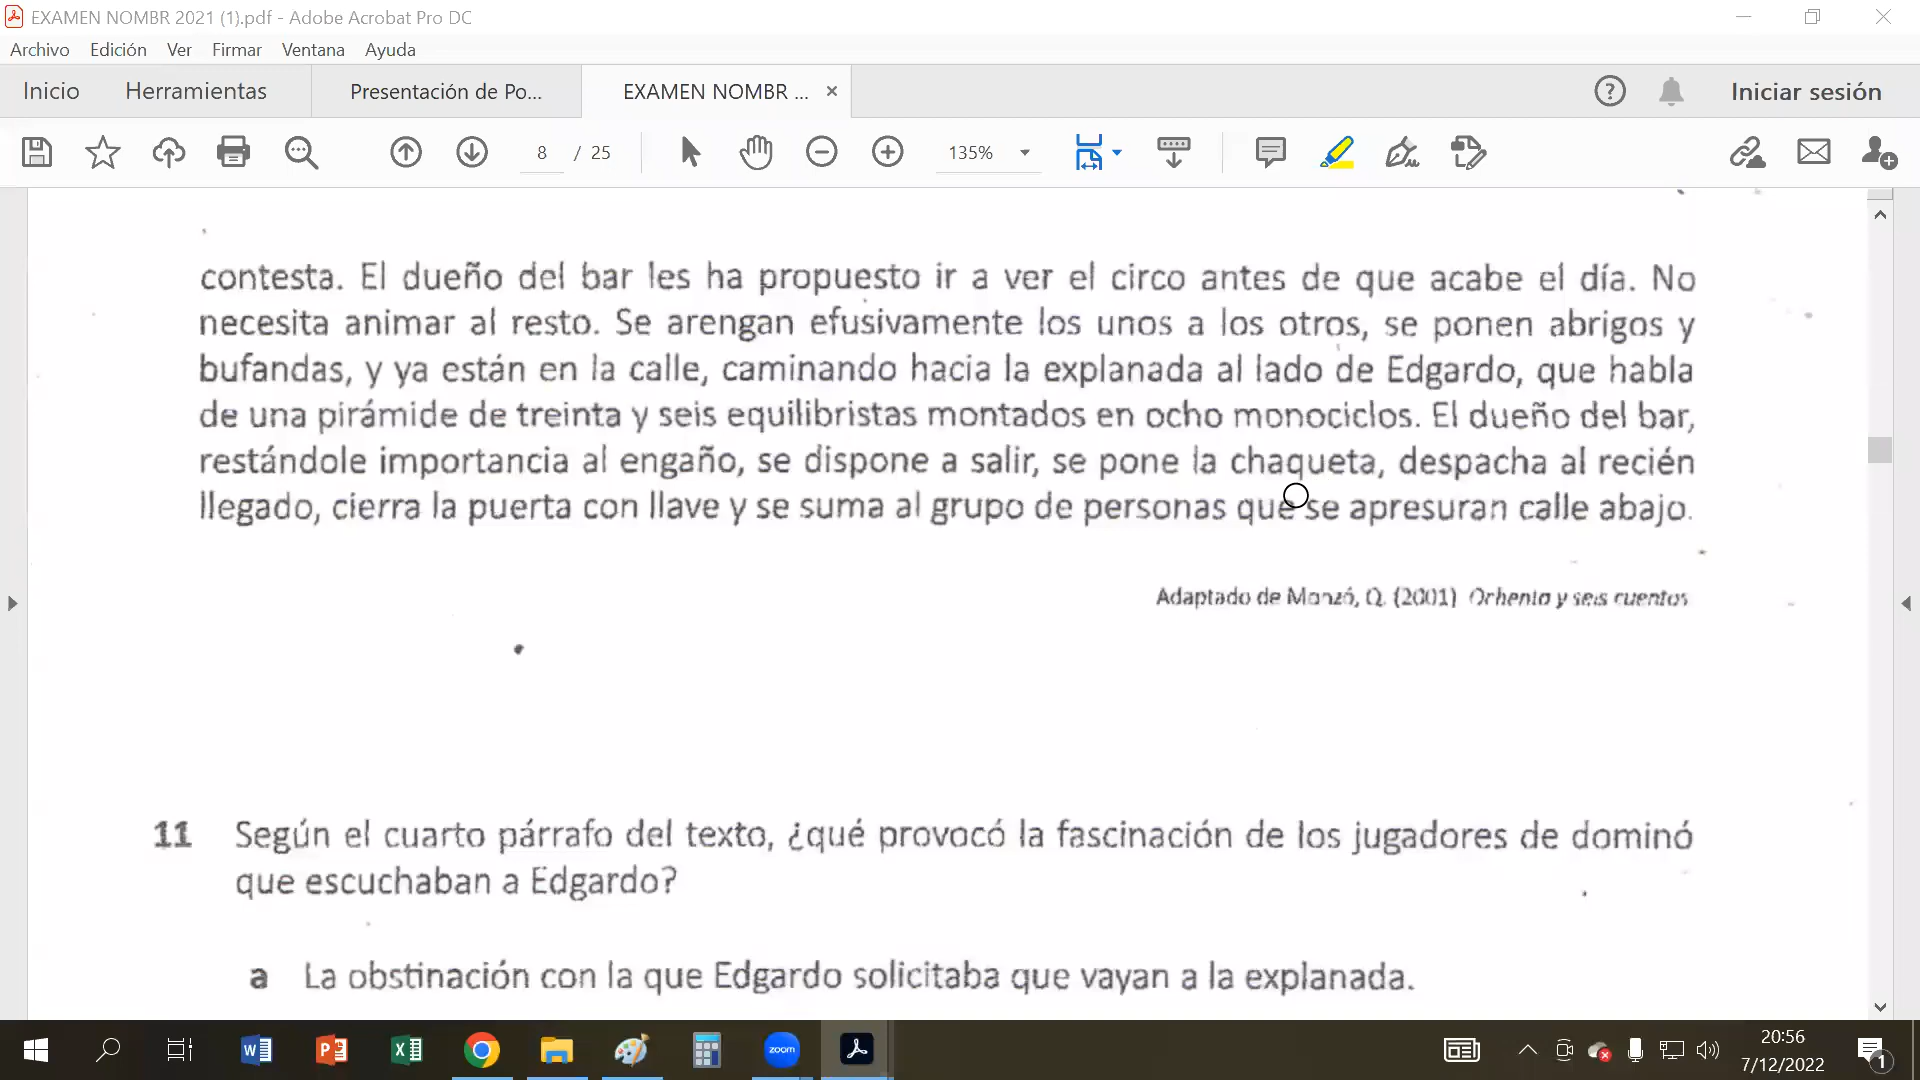 EXAMEN NOMBR 2021 (1).pdf - Adobe Acrobat Pro DC
Archivo Edición Ver Firmar Ventana Ayuda
Inicio Herramientas Presentación de Po... EXAMEN NOMBR ... × Iniciar sesión
8 / 25 135%
contesta. El dueño del bar les ha propuesto ir a ver el circo antes de que acabe el día. No
necesita animar al resto. Se arengan efusivamente los unos a los otros, se ponen abrigos y
bufandas, y ya están en la calle, caminando hacia la explanada al lado de Edgardo, que habla
de una pirámide de treinta y seis equilibristas montados en ocho monociclos. El dueño del bar,
restándole importancia al engaño, se dispone a salir, se pone la chaqueta, despacha al recién
llegado, cierra la puerta con llave y se suma al grupo de personas que se apresuran calle abajo.
Adaptado de Monzó, Q. (2001) Ochenta y seis cuentos
11 Según el cuarto párrafo del texto, ¿qué provocó la fascinación de los jugadores de dominó
que escuchaban a Edgardo?
a La obstinación con la que Edgardo solicitaba que vayan a la explanada.
zoom
20:56
7/12/2022
1